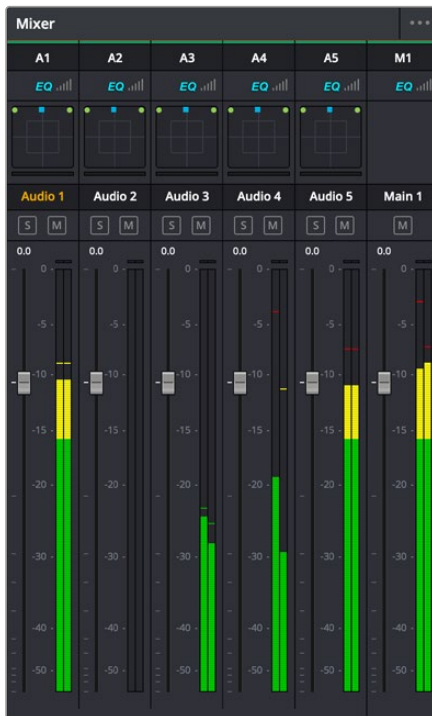 Mixer
A1 A2 A3 A4 A5 M1
EQ EQ EQ EQ EQ EQ
Audio 1 Audio 2 Audio 3 Audio 4 Audio 5 Main 1
S M S M S M S M S M M
0.0 0.0 0.0 0.0 0.0 0.0
0 0 0 0 0 0
-5 -5 -5 -5 -5 -5
-10 -10 -10 -10 -10 -10
-15 -15 -15 -15 -15 -15
-20 -20 -20 -20 -20 -20
-30 -30 -30 -30 -30 -30
-40 -40 -40 -40 -40 -40
-50 -50 -50 -50 -50 -50